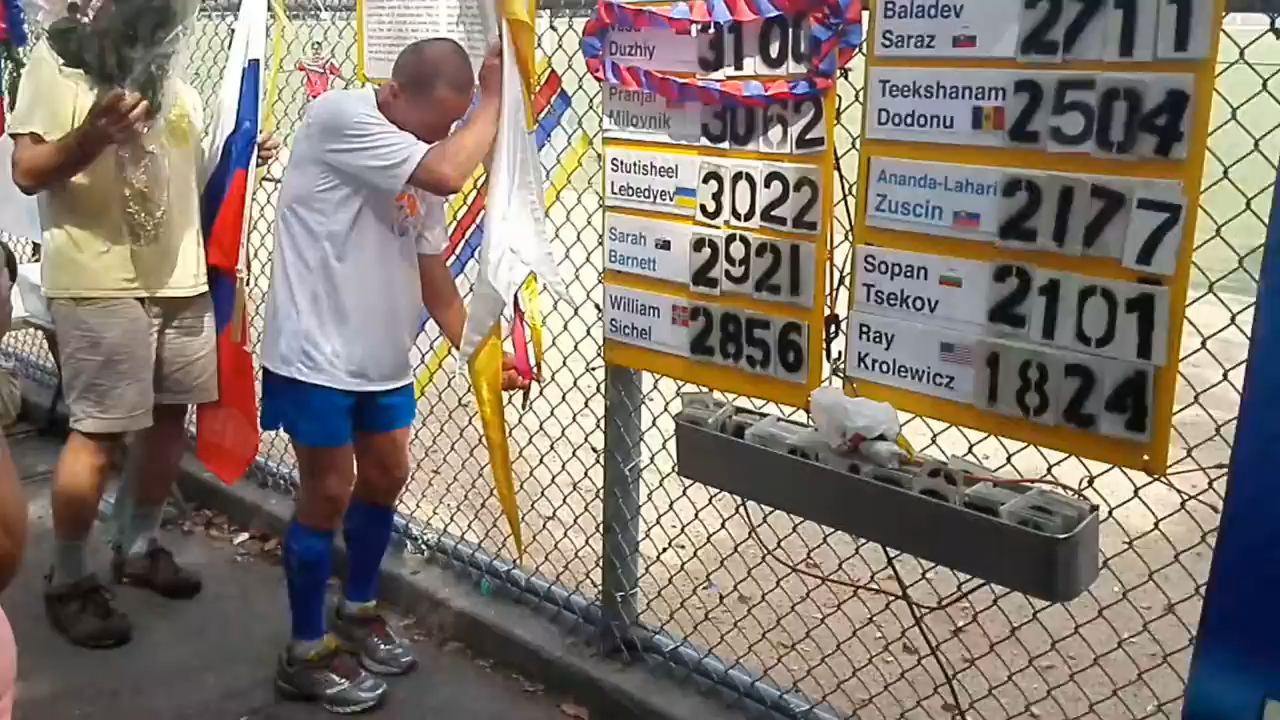 Duzhiy 3100
Pranjal
Milovnik 3062
Stutisheel
Lebedyev 3022
Sarah
Barnett 2921
William
Sichel 2856
Baladev
Saraz 2711
Teekshanam
Dodonu 2504
Ananda-Lahari
Zuscin 2177
Sopan
Tsekov 2101
Ray
Krolewicz 1824